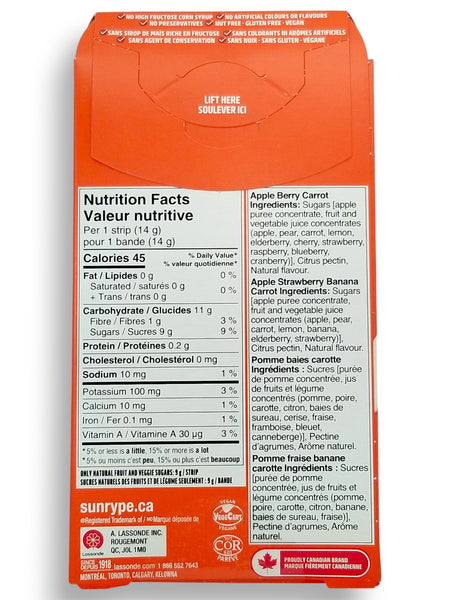 ✓ NO HIGH FRUCTOSE CORN SYRUP ✓ NO ARTIFICIAL COLOURS OR FLAVOURS
✓ NO PRESERVATIVES ✓ NUT FREE · GLUTEN FREE · VEGAN
✓ SANS SIROP DE MAÏS RICHE EN FRUCTOSE ✓ SANS COLORANTS NI ARÔMES ARTIFICIELS
✓ SANS AGENT DE CONSERVATION ✓ SANS NOIX · SANS GLUTEN · VÉGANE
LIFT HERE
SOULEVER ICI
Nutrition Facts
Valeur nutritive
Per 1 strip (14 g)
pour 1 bande (14 g)
Calories 45
% Daily Value*
% valeur quotidienne*
Fat / Lipides 0 g 0 %
Saturated / saturés 0 g
+ Trans / trans 0 g 0 %
Carbohydrate / Glucides 11 g
Fibre / Fibres 1 g 3 %
Sugars / Sucres 9 g 9 %
Protein / Protéines 0.2 g
Cholesterol / Cholestérol 0 mg
Sodium 10 mg 1 %
Potassium 100 mg 3 %
Calcium 10 mg 1 %
Iron / Fer 0.1 mg 1 %
Vitamin A / Vitamine A 30 µg 3 %
*5% or less is a little, 15% or more is a lot
*5% ou moins c'est peu, 15% ou plus c'est beaucoup
ONLY NATURAL FRUIT AND VEGGIE SUGARS: 9 g / STRIP
SUCRES NATURELS DES FRUITS ET DE LÉGUME SEULEMENT : 9 g / BANDE
Apple Berry Carrot
Ingredients: Sugars [apple
puree concentrate, fruit and
vegetable juice concentrates
(apple, pear, carrot, lemon,
elderberry, cherry, strawberry,
raspberry, blueberry,
cranberry)], Citrus pectin,
Natural flavour.
Apple Strawberry Banana
Carrot Ingredients: Sugars
[apple puree concentrate,
fruit and vegetable juice
concentrates (apple, pear,
carrot, lemon, banana,
elderberry, strawberry)],
Citrus pectin, Natural flavour.
Pomme baies carotte
Ingrédients : Sucres [purée
de pomme concentrée, jus
de fruits et légume
concentrés (pomme, poire,
carotte, citron, baies de
sureau, cerise, fraise,
framboise, bleuet,
canneberge)], Pectine
d'agrumes, Arôme naturel.
Pomme fraise banane
carotte Ingrédients : Sucres
[purée de pomme
concentrée, jus de fruits et
légume concentrés (pomme,
poire, carotte, citron, banane,
baies de sureau, fraise)],
Pectine d'agrumes, Arôme
naturel.
sunrype.ca
®Registered Trademark of / MD Marque déposée de
Lassonde
A. LASSONDE INC.
ROUGEMONT
QC, J0L 1M0
SINCE
DEPUIS 1918 lassonde.com 1 866 552 7643
MONTRÉAL, TORONTO, CALGARY, KELOWNA
VEGAN
VEGECERT
VÉGANE
COR
PAREVE
PROUDLY CANADIAN BRAND
MARQUE FIÈREMENT CANADIENNE